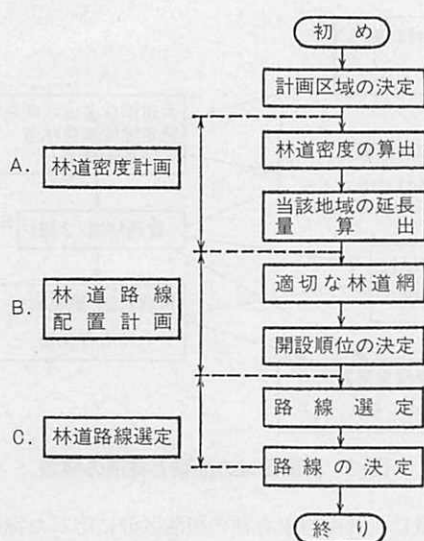 初め
計画区域の決定
A. 林道密度計画
林道密度の算出
当該地域の延長
量算出
B. 林道路線
配置計画
適切な林道網
開設順位の決定
C. 林道路線選定
路線選定
路線の決定
終り